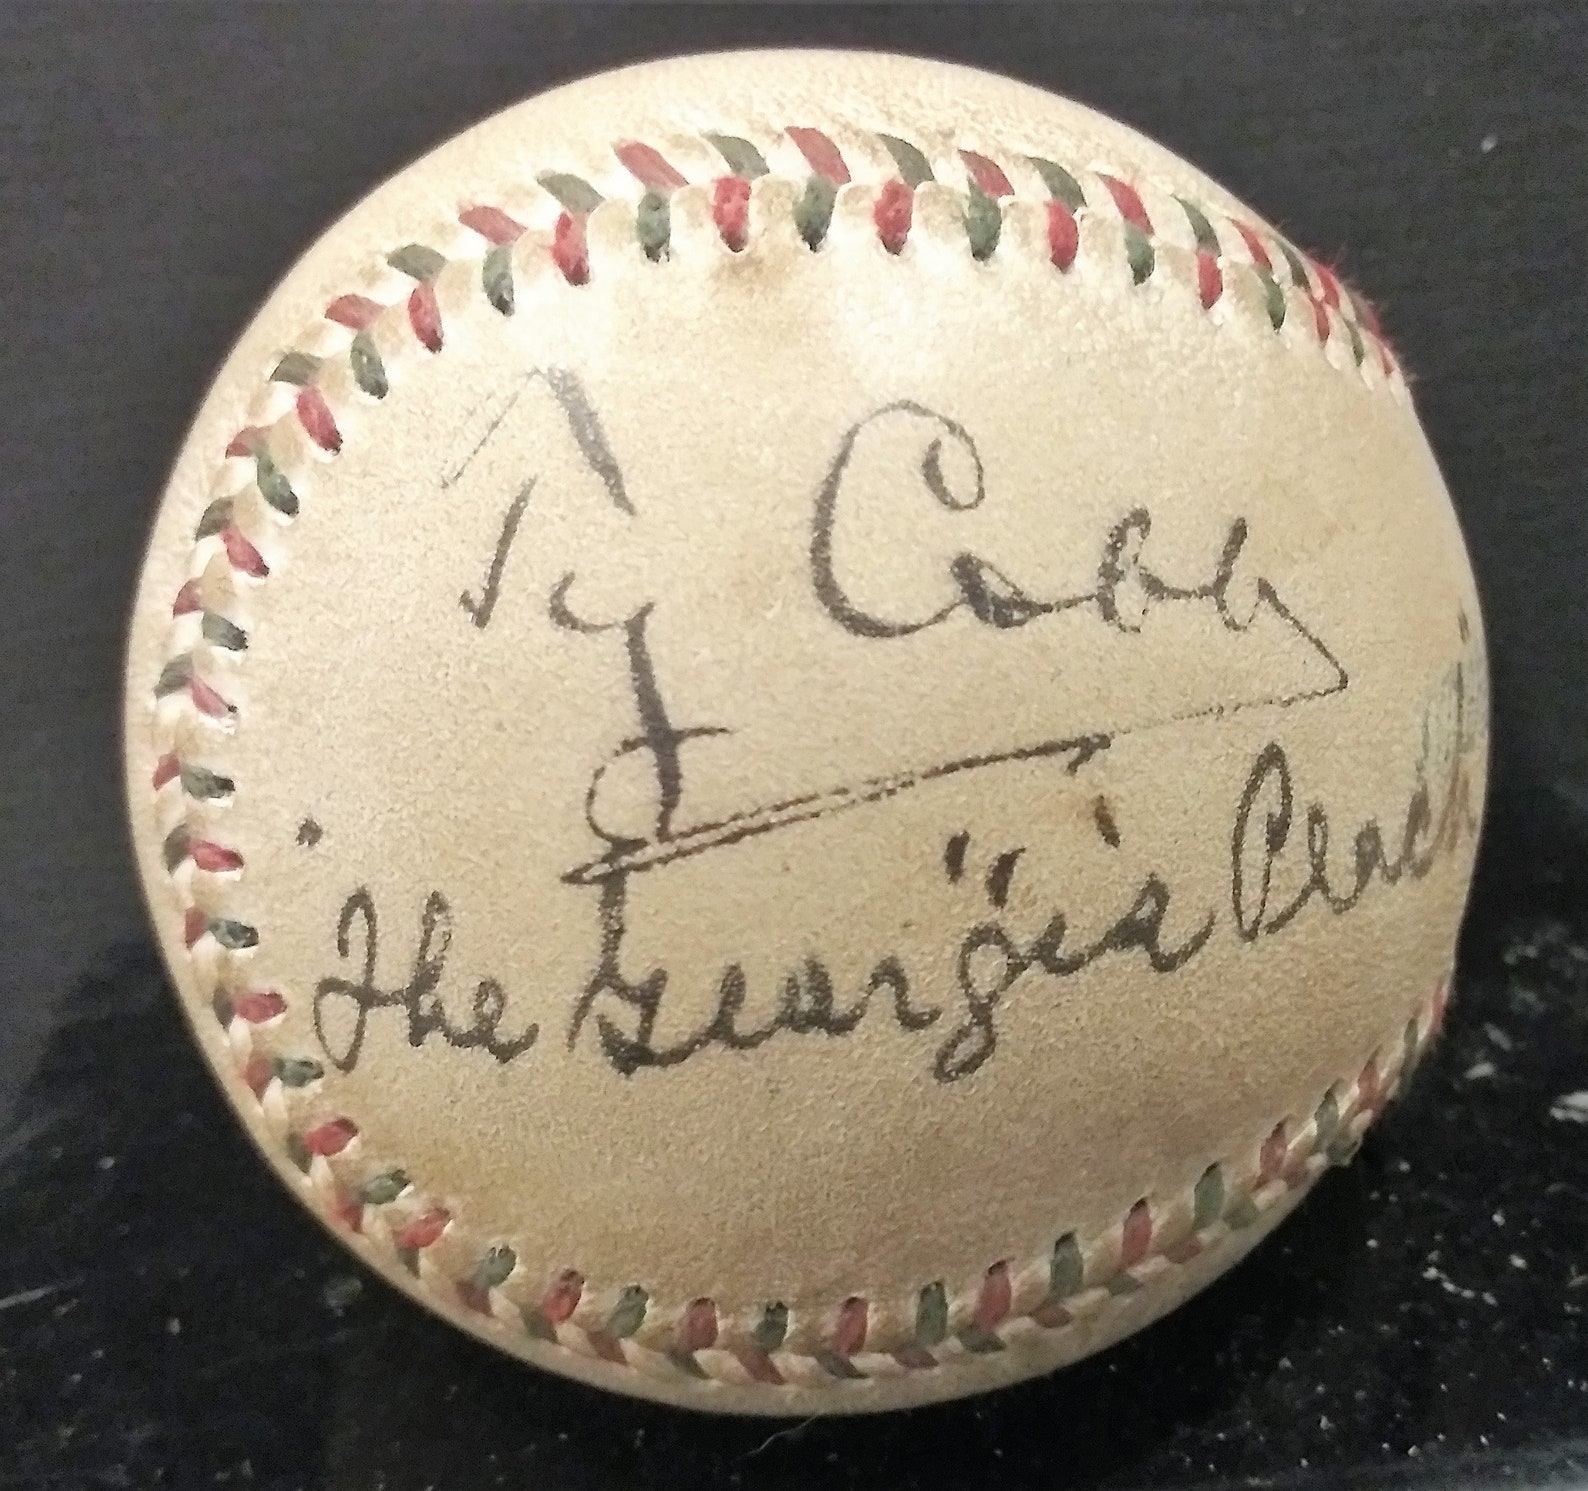 Ty Cobb
"The Georgia Peach"